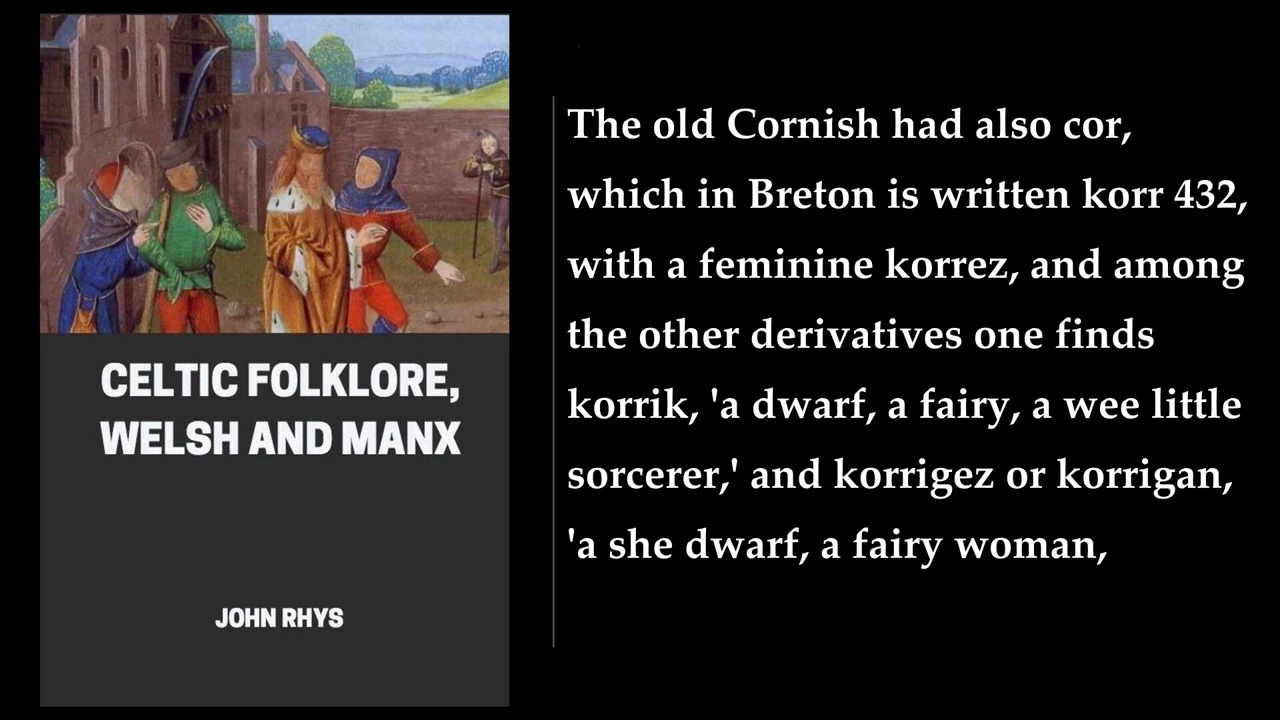 CELTIC FOLKLORE,
WELSH AND MANX
JOHN RHYS
The old Cornish had also cor,
which in Breton is written korr 432,
with a feminine korrez, and among
the other derivatives one finds
korrik, 'a dwarf, a fairy, a wee little
sorcerer,' and korrigez or korrigan,
'a she dwarf, a fairy woman,